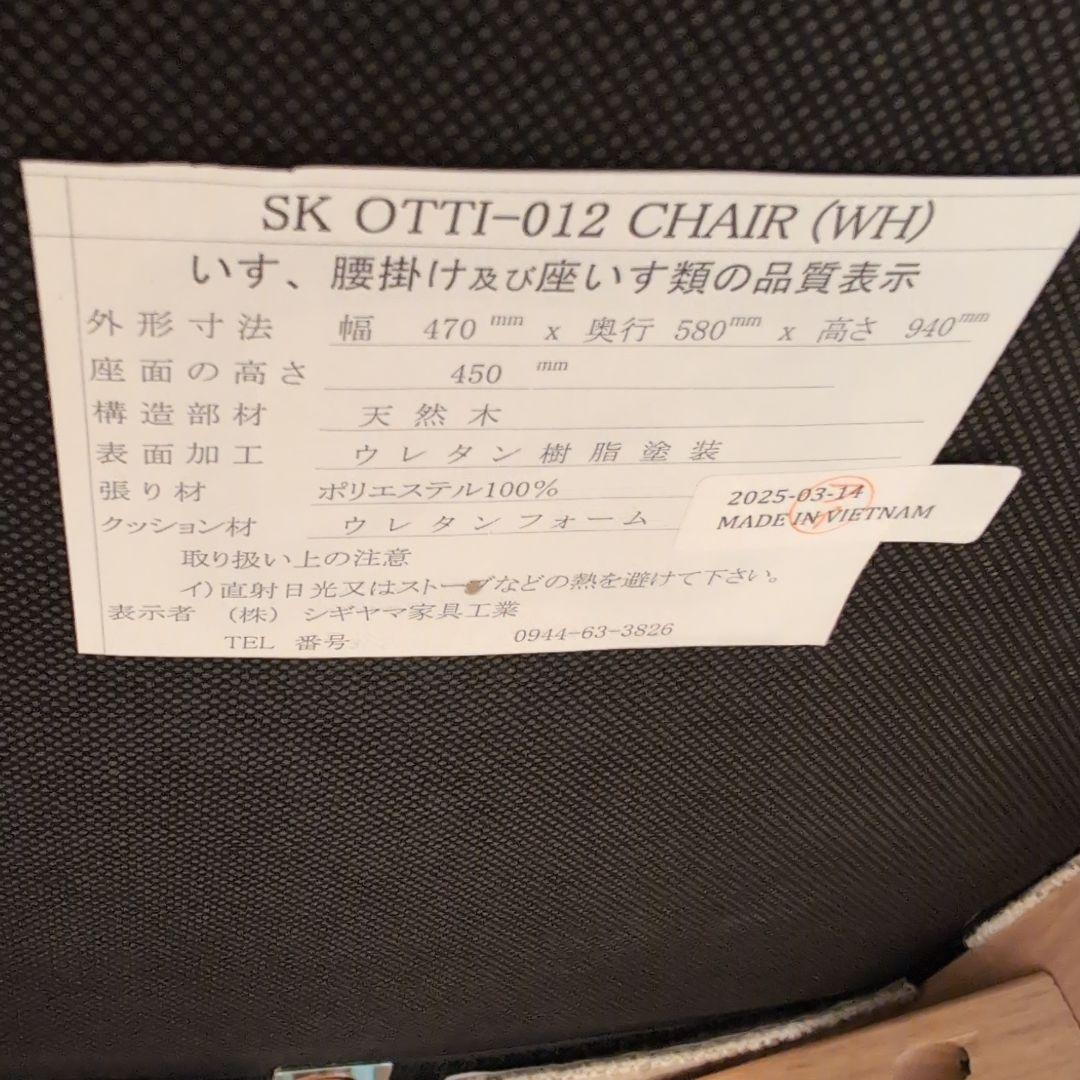 SK OTTI-012 CHAIR (WH)
いす、腰掛け及び座いす類の品質表示
外形寸法 幅 470 mm x 奥行 580 mm x 高さ 940 mm
座面の高さ 450 mm
構造部材 天然木
表面加工 ウレタン樹脂塗装
張り材 ポリエステル100%
クッション材 ウレタンフォーム
2025-03-14
MADE IN VIETNAM
取り扱い上の注意
イ）直射日光又はストーブなどの熱を避けて下さい。
表示者 （株） シギヤマ家具工業
TEL 番号 0944-63-3826